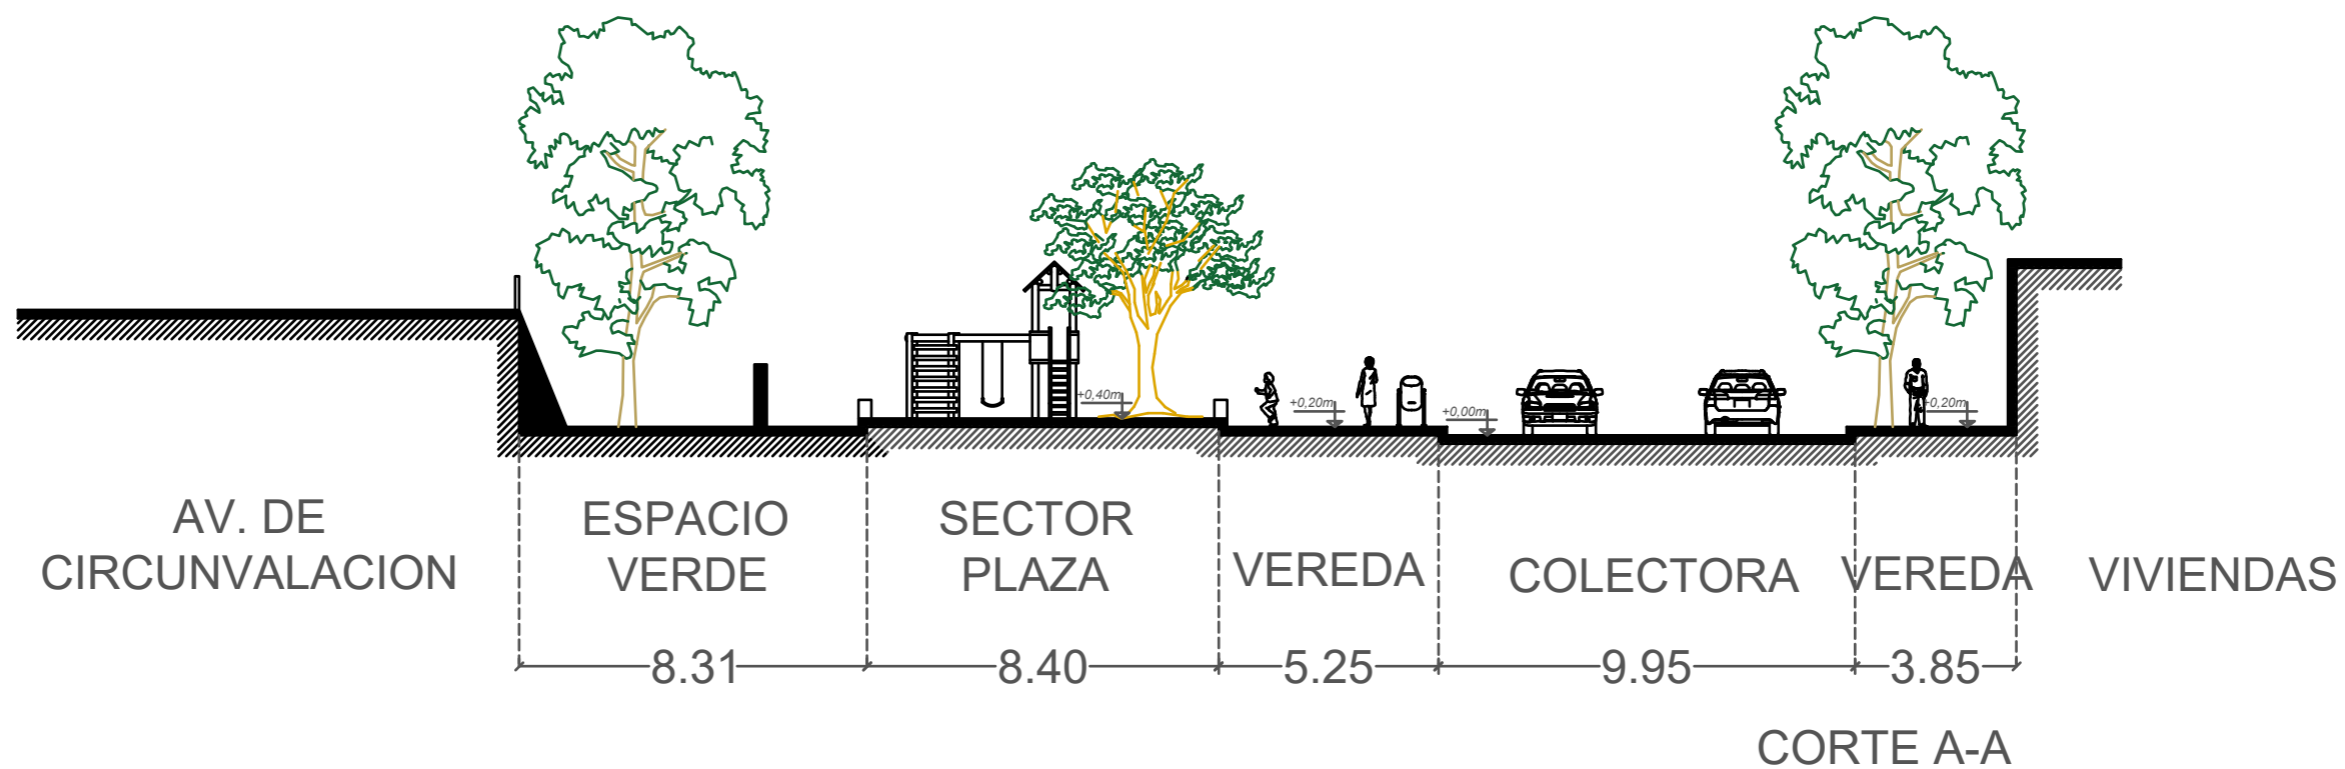 +0,40m
+0,20m
+0,00m
+0,20m
AV. DE
CIRCUNVALACION
ESPACIO
VERDE
SECTOR
PLAZA
VEREDA
COLECTORA
VEREDA
VIVIENDAS
8.31
8.40
5.25
9.95
3.85
CORTE A-A